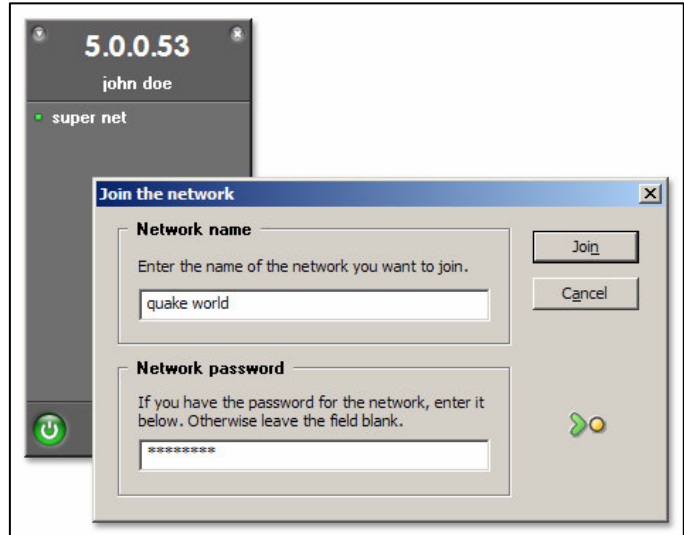 5.0.0.53
john doe
super net
Join the network
Network name
Enter the name of the network you want to join.
quake world
Join
Cancel
Network password
If you have the password for the network, enter it
below. Otherwise leave the field blank.
********